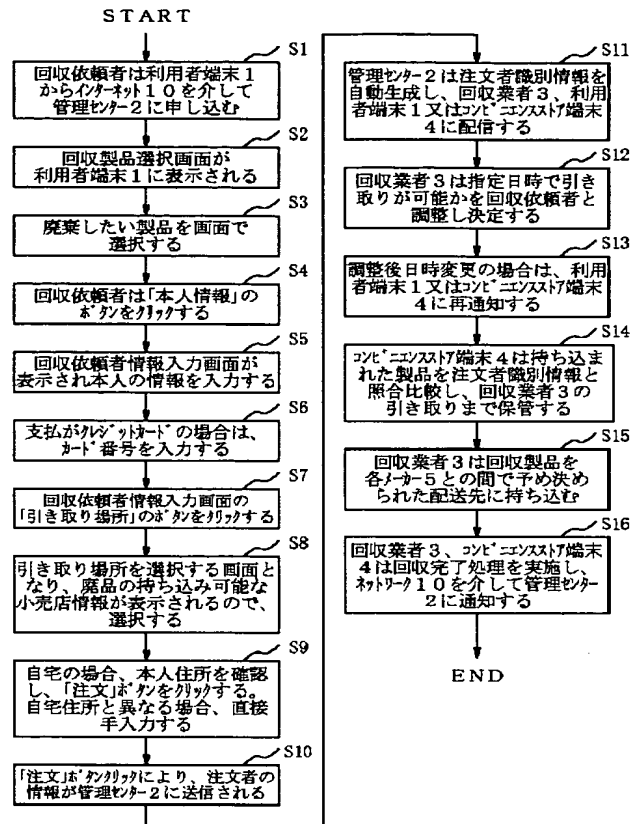 START
S1
回収依頼者は利用者端末1
からインターネット10を介して
管理センター2に申し込む
S2
回収製品選択画面が
利用者端末1に表示される
S3
廃棄したい製品を画面で
選択する
S4
回収依頼者は「本人情報」の
ボタンをクリックする
S5
回収依頼者情報入力画面が
表示され本人の情報を入力する
S6
支払がクレジットカードの場合は、
カード番号を入力する
S7
回収依頼者情報入力画面の
「引き取り場所」のボタンをクリックする
S8
引き取り場所を選択する画面と
なり、廃品の持ち込み可能な
小売店情報が表示されるので、
選択する
S9
自宅の場合、本人住所を確認
し、「注文」ボタンをクリックする。
自宅住所と異なる場合、直接
手入力する
S10
「注文」ボタンクリックにより、注文者の
情報が管理センター2に送信される
S11
管理センター2は注文者識別情報を
自動生成し、回収業者3、利用
者端末1又はコンビニエンスストア端末
4に配信する
S12
回収業者3は指定日時で引き
取りが可能かを回収依頼者と
調整し決定する
S13
調整後日時変更の場合は、利用
者端末1又はコンビニエンスストア端末
4に再通知する
S14
コンビニエンスストア端末4は持ち込ま
れた製品を注文者識別情報と
照合比較し、回収業者3の
引き取りまで保管する
S15
回収業者3は回収製品を
各メーカー5との間で予め決め
られた配送先に持ち込む
S16
回収業者3、コンビニエンスストア端末
4は回収完了処理を実施し、
ネットワーク10を介して管理センター
2に通知する
END